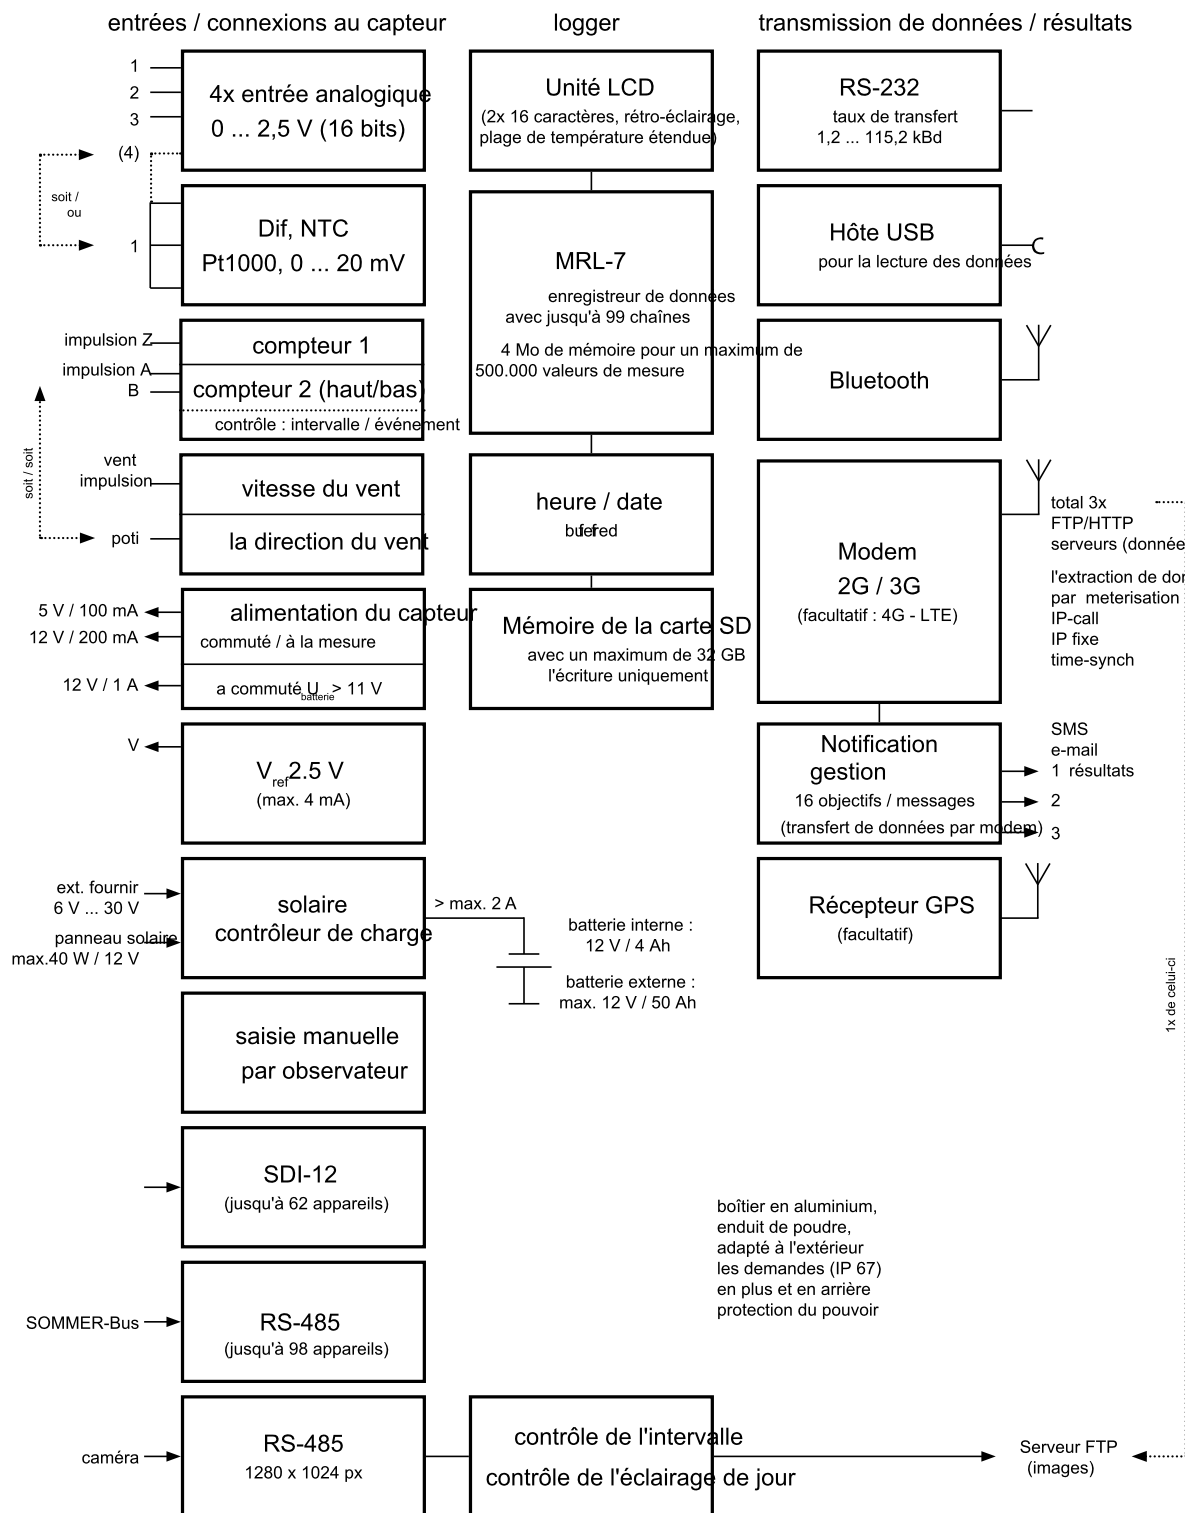 entrées / connexions au capteur
logger
transmission de données / résultats
1
2
3
(4)
4x entrée analogique
0 ... 2,5 V (16 bits)
soit /
ou
1
Dif, NTC
Pt1000, 0 ... 20 mV
impulsion Z
impulsion A
B
compteur 1
compteur 2 (haut/bas)
contrôle : intervalle / événement
soit / soit
vent
impulsion
poti
vitesse du vent
la direction du vent
5 V / 100 mA
12 V / 200 mA
12 V / 1 A
alimentation du capteur
commuté / à la mesure
a commuté U batterie > 11 V
V
Vref 2.5 V
(max. 4 mA)
ext. fournir
6 V ... 30 V
panneau solaire
max.40 W / 12 V
solaire
contrôleur de charge
> max. 2 A
batterie interne :
12 V / 4 Ah
batterie externe :
max. 12 V / 50 Ah
saisie manuelle
par observateur
SDI-12
(jusqu'à 62 appareils)
SOMMER-Bus
RS-485
(jusqu'à 98 appareils)
caméra
RS-485
1280 x 1024 px
Unité LCD
(2x 16 caractères, rétro-éclairage,
plage de température étendue)
MRL-7
enregistreur de données
avec jusqu'à 99 chaînes
4 Mo de mémoire pour un maximum de
500.000 valeurs de mesure
heure / date
Mémoire de la carte SD
avec un maximum de 32 GB
l'écriture uniquement
contrôle de l'intervalle
contrôle de l'éclairage de jour
RS-232
taux de transfert
1,2 ... 115,2 kBd
Hôte USB
pour la lecture des données
Bluetooth
Modem
2G / 3G
(facultatif : 4G - LTE)
total 3x
FTP/HTTP
serveurs (donnée
l'extraction de
par meterisation
IP-call
IP fixe
time-synch
Notification
gestion
16 objectifs / messages
(transfert de données par modem)
SMS
e-mail
1 résultats
2
3
Récepteur GPS
(facultatif)
1x de celui-ci
boîtier en aluminium,
enduit de poudre,
adapté à l'extérieur
les demandes (IP 67)
en plus et en arrière
protection du pouvoir
Serveur FTP
(images)